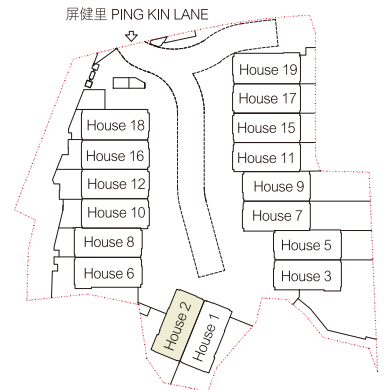 屏健里 PING KIN LANE
House 19
House 17
House 18
House 15
House 16
House 11
House 12
House 9
House 10
House 7
House 8
House 5
House 6
House 3
House 2
House 1